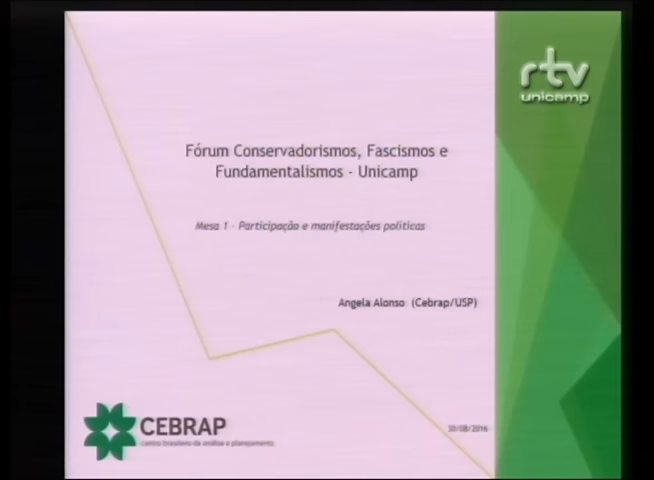 rtv
unicamp
Fórum Conservadorismos, Fascismos e
Fundamentalismos - Unicamp
Mesa 1 - Participação e manifestações políticas
Angela Alonso (Cebrap/USP)
CEBRAP
centro brasileiro de análise e planejamento
30/08/2016